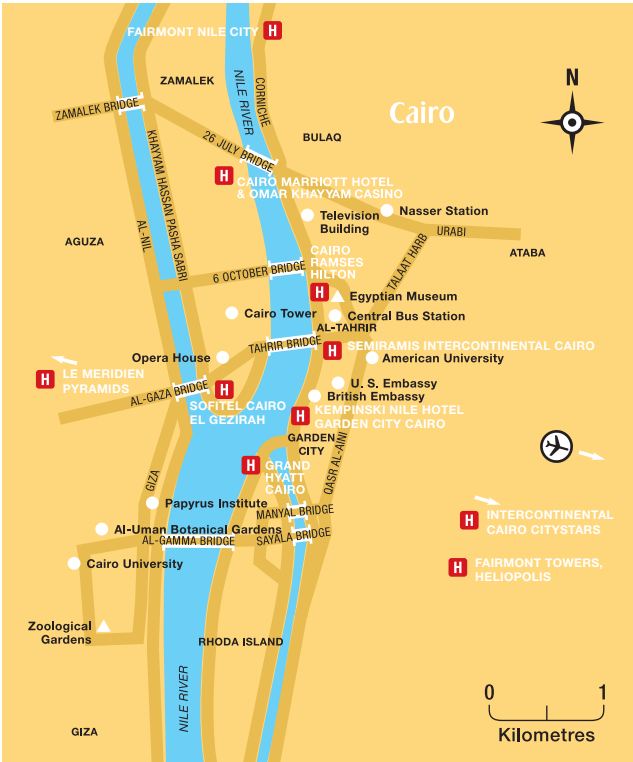 FAIRMONT NILE CITY H
ZAMALEK
NILE RIVER
CORNICHE
N
ZAMALEK BRIDGE
Cairo
26 JULY BRIDGE
BULAQ
KHAYYAM HASSAN PASHA SABRI
H CAIRO MARRIOTT HOTEL
& OMAR KHAYYAM CASINO
Television
Building
Nasser Station
URABI
AL-NIL
AGUZA
TALAAT HARB
ATABA
CAIRO
RAMSES
HILTON
6 OCTOBER BRIDGE
H
Egyptian Museum
Cairo Tower
Central Bus Station
AL-TAHRIR
TAHRIR BRIDGE
H SEMIRAMIS INTERCONTINENTAL CAIRO
Opera House
American University
H LE MERIDIEN
PYRAMIDS
AL-GAZA BRIDGE
H
SOFITEL CAIRO
EL GEZIRAH
U. S. Embassy
British Embassy
H KEMPINSKI NILE HOTEL
GARDEN CITY CAIRO
GARDEN
CITY
QASR AL-AINI
H GRAND
HYATT
CAIRO
GIZA
Papyrus Institute
MANYAL BRIDGE
H INTERCONTINENTAL
CAIRO CITYSTARS
Al-Uman Botanical Gardens
AL-GAMMA BRIDGE
SAYALA BRIDGE
Cairo University
H FAIRMONT TOWERS,
HELIOPOLIS
Zoological
Gardens
RHODA ISLAND
NILE RIVER
GIZA
0 1
Kilometres